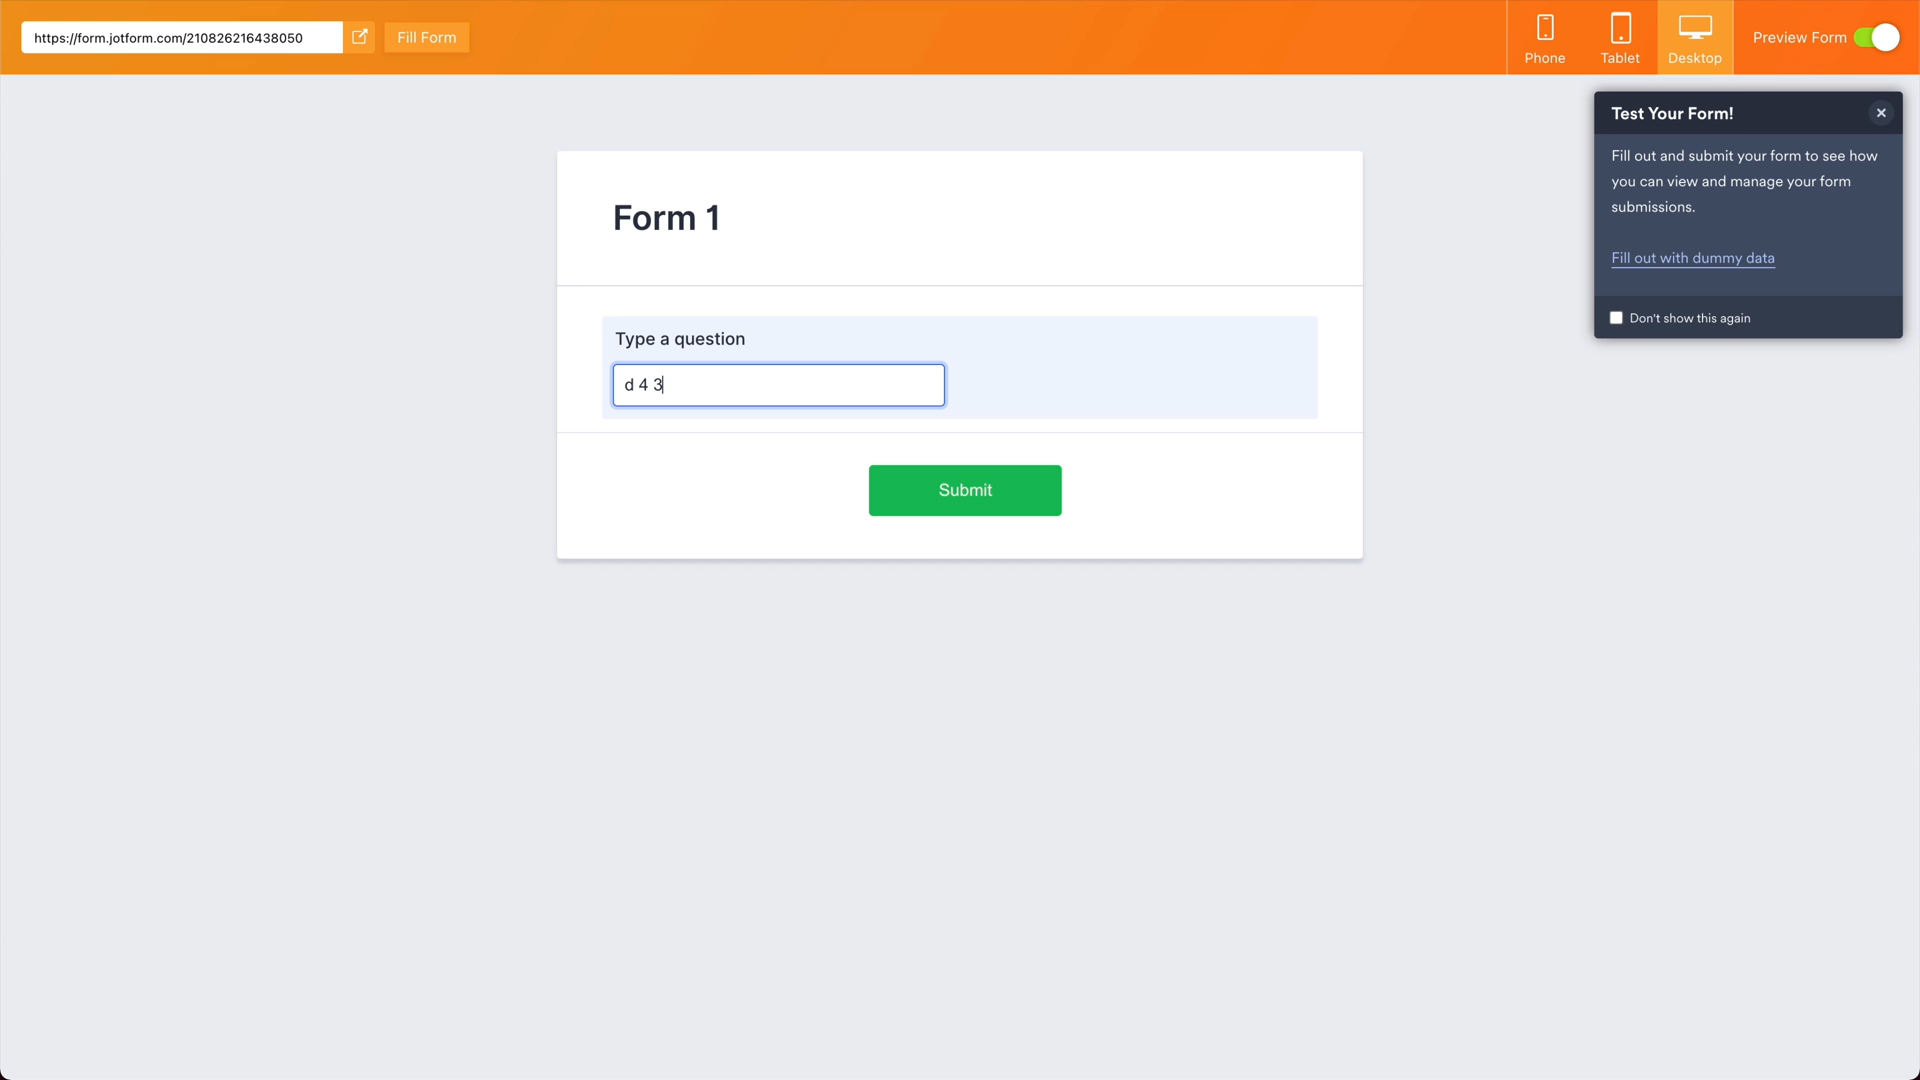 https://form.jotform.com/210826216438050
Fill Form
Phone
Tablet
Desktop
Preview Form
Test Your Form!
Fill out and submit your form to see how
you can view and manage your form
submissions.
Fill out with dummy data
Don't show this again
Form 1
Type a question
d 4 3
Submit